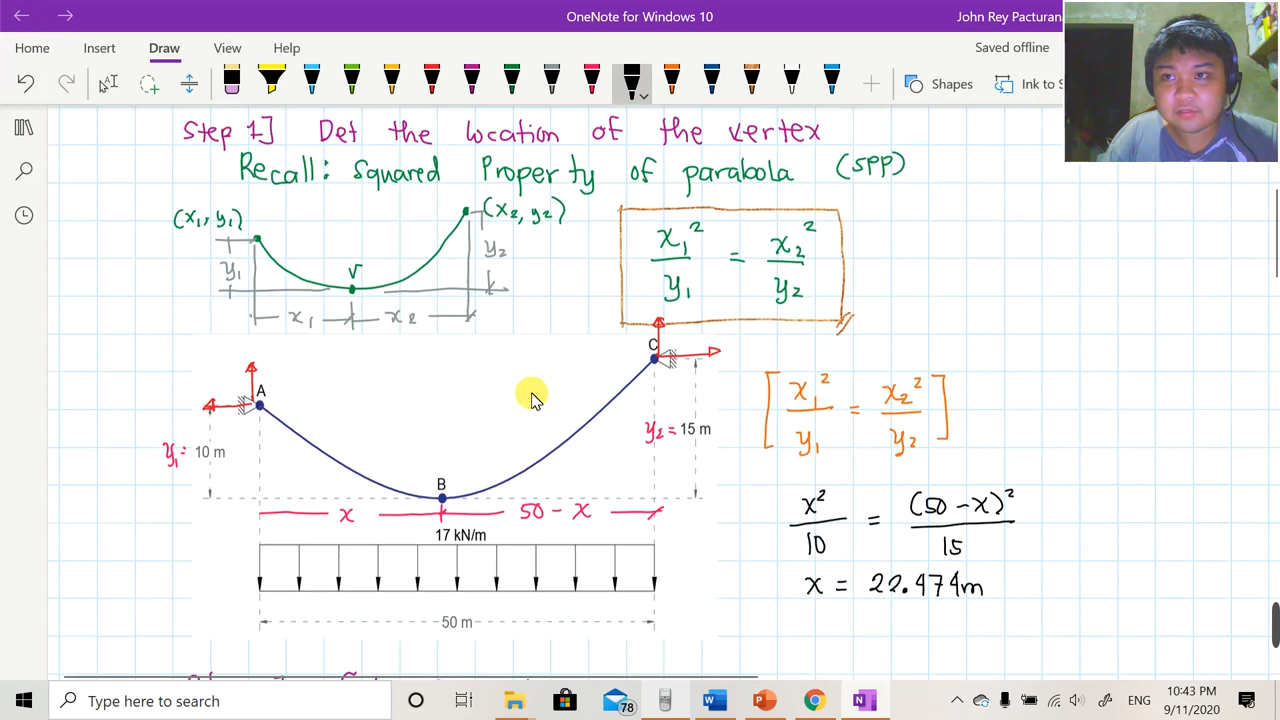 OneNote for Windows 10
John Rey Pacturan
Home Insert Draw View Help
Saved offline
Shapes
Ink to S
Step 1] Det the location of the vertex
Recall: Squared Property of parabola (SPP)
(x1, y1)
(x2, y2)
y1
V
y2
x1
x2
x1² / y1 = x2² / y2
A
C
y1 = 10 m
y2 = 15 m
[ x1² / y1 = x2² / y2 ]
B
x
50 - x
17 kN/m
50 m
x² / 10 = (50 - x)² / 15
x = 22.474m
Type here to search
78
ENG
10:43 PM
9/11/2020